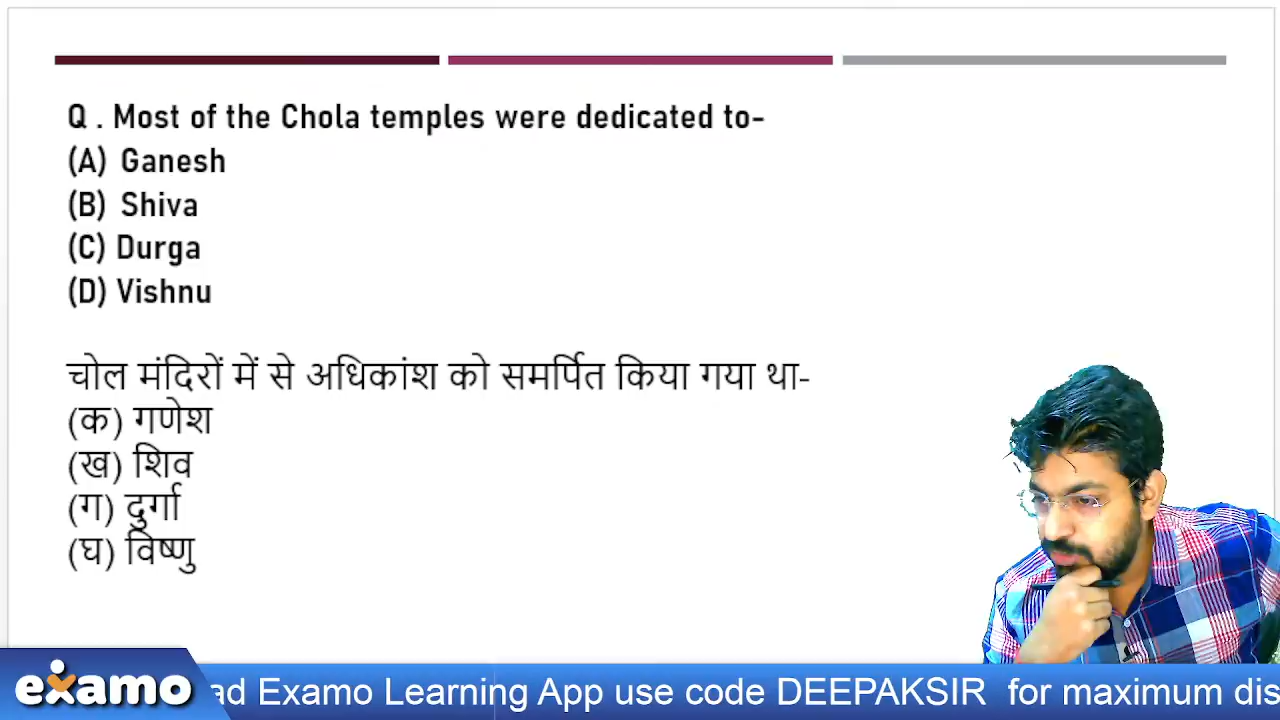 Q . Most of the Chola temples were dedicated to-
(A) Ganesh
(B) Shiva
(C) Durga
(D) Vishnu
चोल मंदिरों में से अधिकांश को समर्पित किया गया था-
(क) गणेश
(ख) शिव
(ग) दुर्गा
(घ) विष्णु
examo
ad Examo Learning App use code DEEPAKSIR for maximum dis